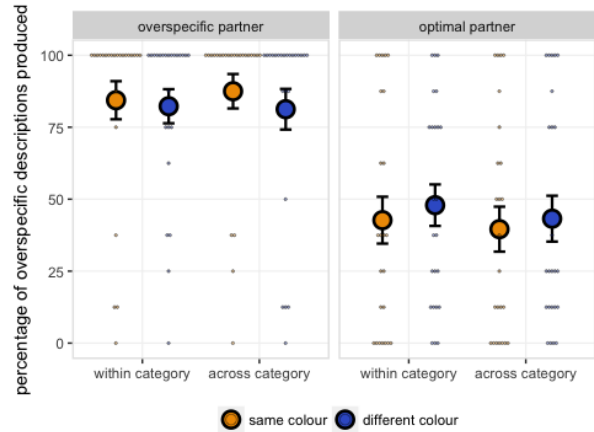 overspecific partner
optimal partner
percentage of overspecific descriptions produced
100
75
50
25
0
within category
across category
within category
across category
same colour
different colour